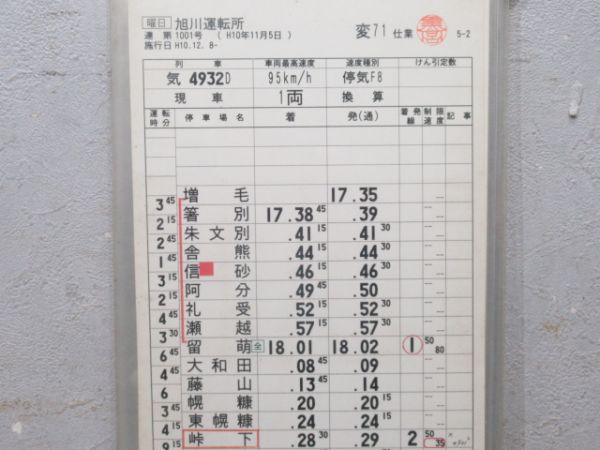 曜日 旭川運転所
達 第1001号 ( H10年11月5日 ) 変71 仕業 5-2
施行日 H10.12. 8-
列車 車両最高速度 速度種別 けん引定数
気 4932D 95km/h 停気F8
現車 1両 換算
運転時分 停車場名 着 発(通) 着発線 制限速度 記事
増毛 17.35
3 45 箸別 17.38 45 .39
2 15 朱文別 .41 15 .41 30
2 45 舎熊 .44 15 .44 30
1 45 信砂 .46 15 .46 30
3 15 阿分 .49 45 .50
2 15 礼受 .52 15 .52 30
4 45 瀬越 .57 15 .57 30
3 30 留萌 全 18.01 18.02 1 50 80
6 45 大和田 .08 45 .09
4 45 藤山 .13 45 .14
6 幌糠 .20 .20 15
3 45 東幌糠 .24 .24 15
4 15 峠下 .28 30 .29 2 50 35
9 15